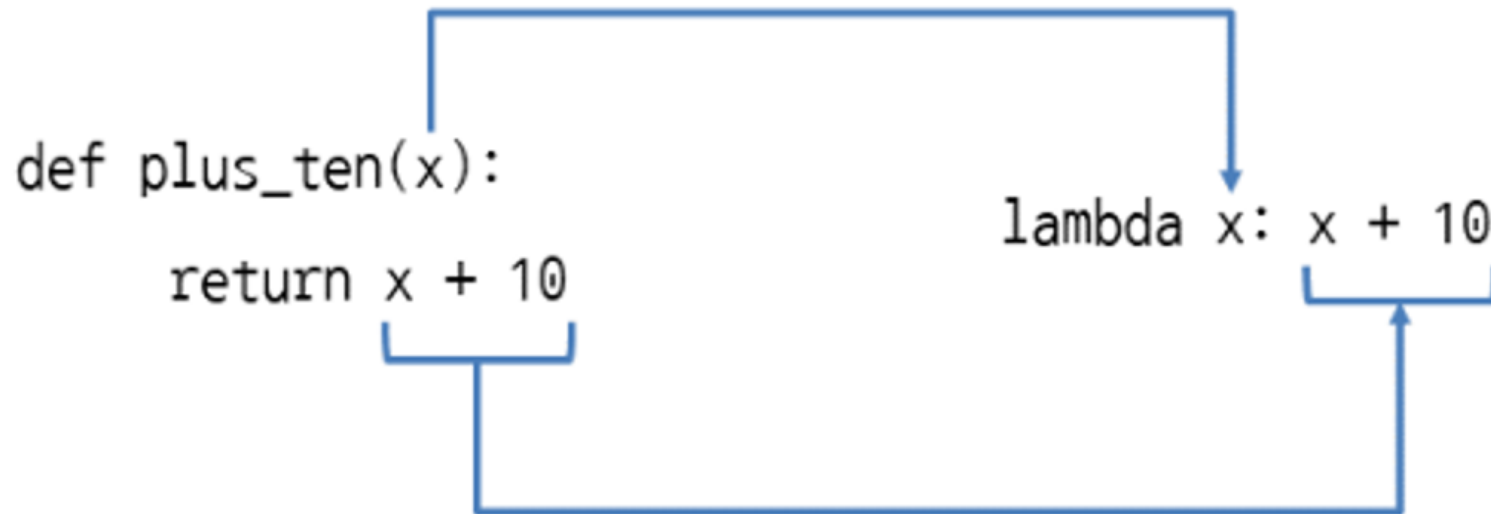 def plus_ten(x):
return x + 10
lambda x: x + 10